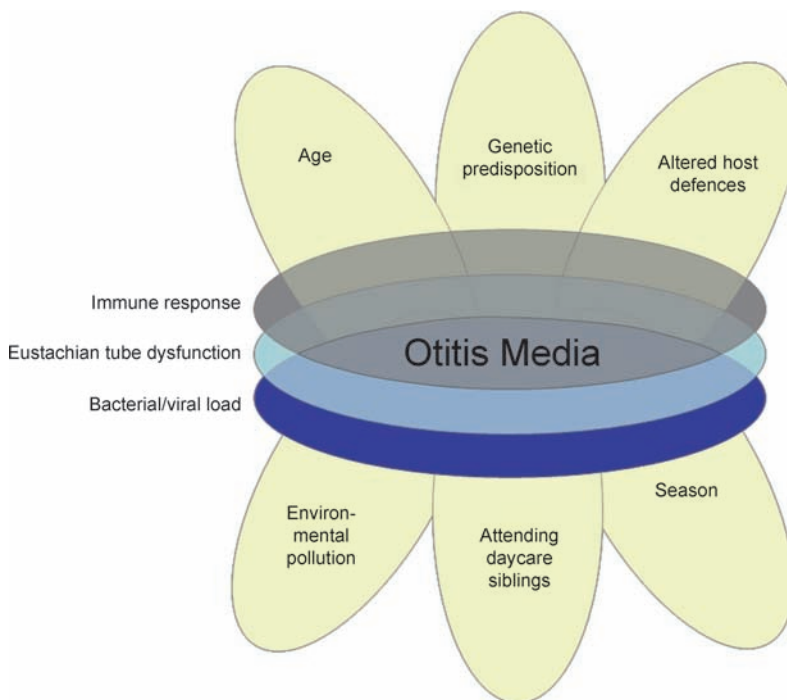 Age
Genetic
predisposition
Altered host
defences
Immune response
Eustachian tube dysfunction
Otitis Media
Bacterial/viral load
Environ-
mental
pollution
Attending
daycare
siblings
Season